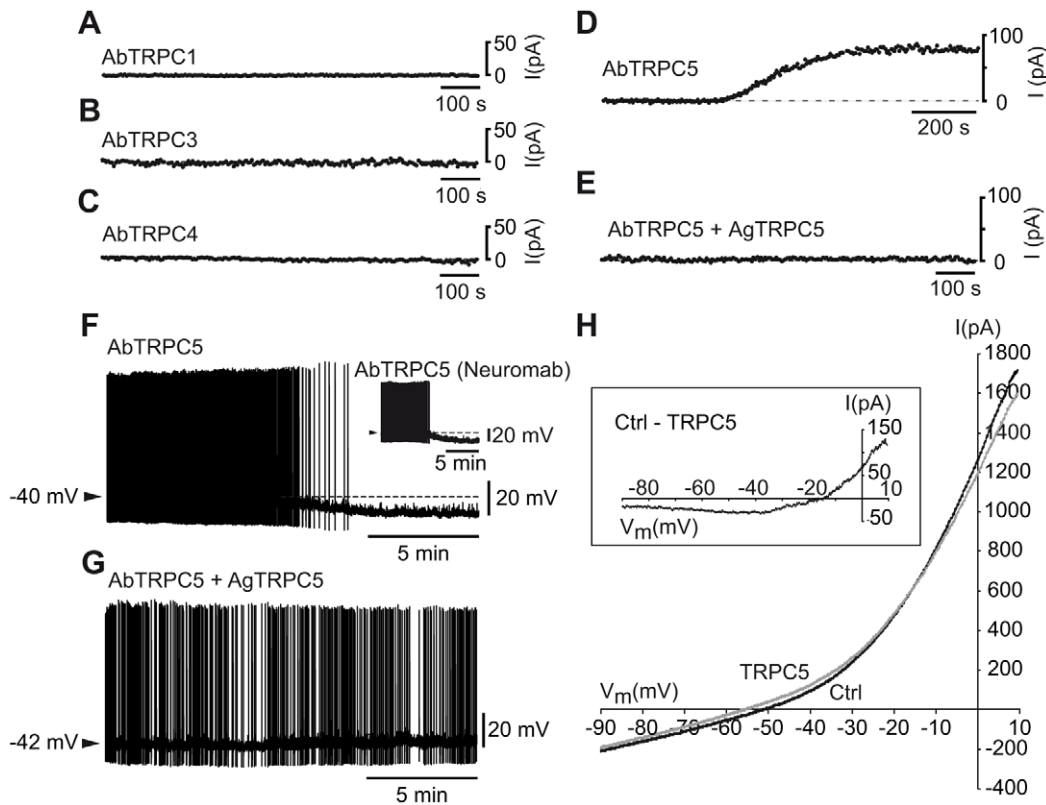 A
AbTRPC1
50
0
I(pA)
100 s
B
AbTRPC3
50
0
I(pA)
100 s
C
AbTRPC4
50
0
I(pA)
100 s
D
AbTRPC5
100
0
I (pA)
200 s
E
AbTRPC5 + AgTRPC5
100
0
I (pA)
100 s
F
AbTRPC5
-40 mV
20 mV
5 min
AbTRPC5 (Neuromab)
20 mV
5 min
G
AbTRPC5 + AgTRPC5
-42 mV
20 mV
5 min
H
I(pA)
1800
1600
1400
1200
1000
800
600
400
200
-200
-400
TRPC5
Ctrl
Vm(mV)
-90 -80 -70 -60 -50 -40 -30 -20 -10 10
Ctrl - TRPC5
I(pA)
150
50
-50
-80 -60 -40 -20 10
Vm(mV)